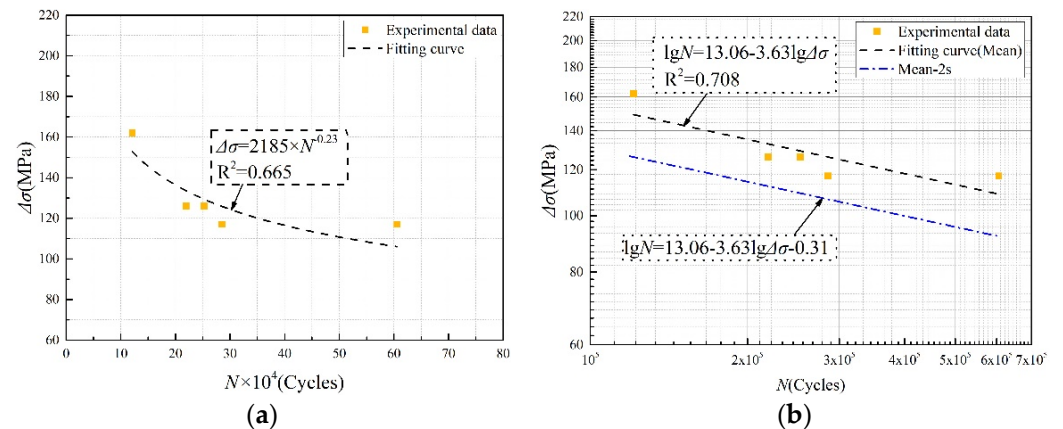 220
200
180
160
140
120
100
80
60
Δσ(MPa)
Experimental data
Fitting curve
Δσ=2185×N^-0.23
R²=0.665
0 10 20 30 40 50 60 70 80
N×10⁴(Cycles)
(a)
220
200
180
160
140
120
100
80
60
Δσ(MPa)
Experimental data
Fitting curve(Mean)
Mean-2s
lgN=13.06-3.63lgΔσ
R²=0.708
lgN=13.06-3.63lgΔσ-0.31
10⁵ 2x10⁵ 3x10⁵ 4x10⁵ 5x10⁵ 6x10⁵ 7x10⁵
N(Cycles)
(b)